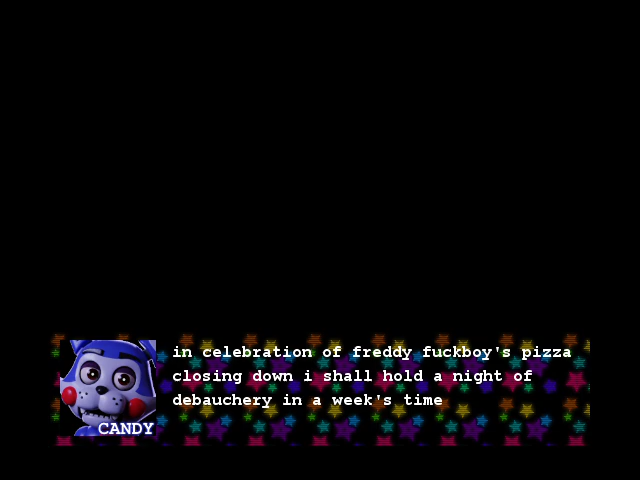 in celebration of freddy fuckboy's pizza
closing down i shall hold a night of
debauchery in a week's time
CANDY